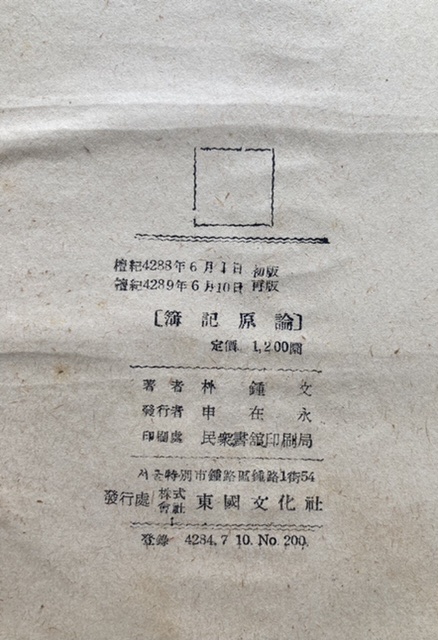 檀紀4288年6月1日 初版
檀紀4289年6月10日 再版
〔簿記原論〕
定價 1,200圜
著者 林鍾文
發行者 申在永
印刷處 民衆書舘印刷局
서울特別市鍾路區鍾路1街54
發行處 株式會社 東國文化社
登錄 4284.7 10. No. 200.